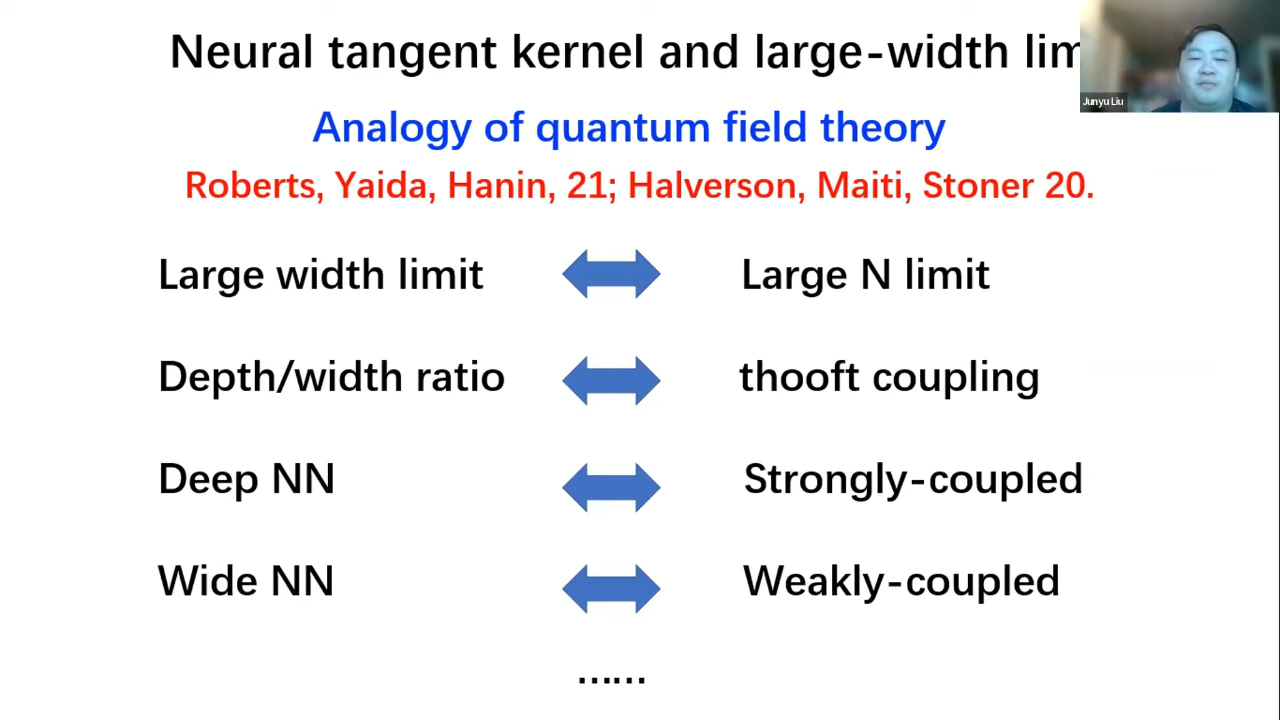 Neural tangent kernel and large-width lim
Junyu Liu
Analogy of quantum field theory
Roberts, Yaida, Hanin, 21; Halverson, Maiti, Stoner 20.
Large width limit Large N limit
Depth/width ratio thooft coupling
Deep NN Strongly-coupled
Wide NN Weakly-coupled
......